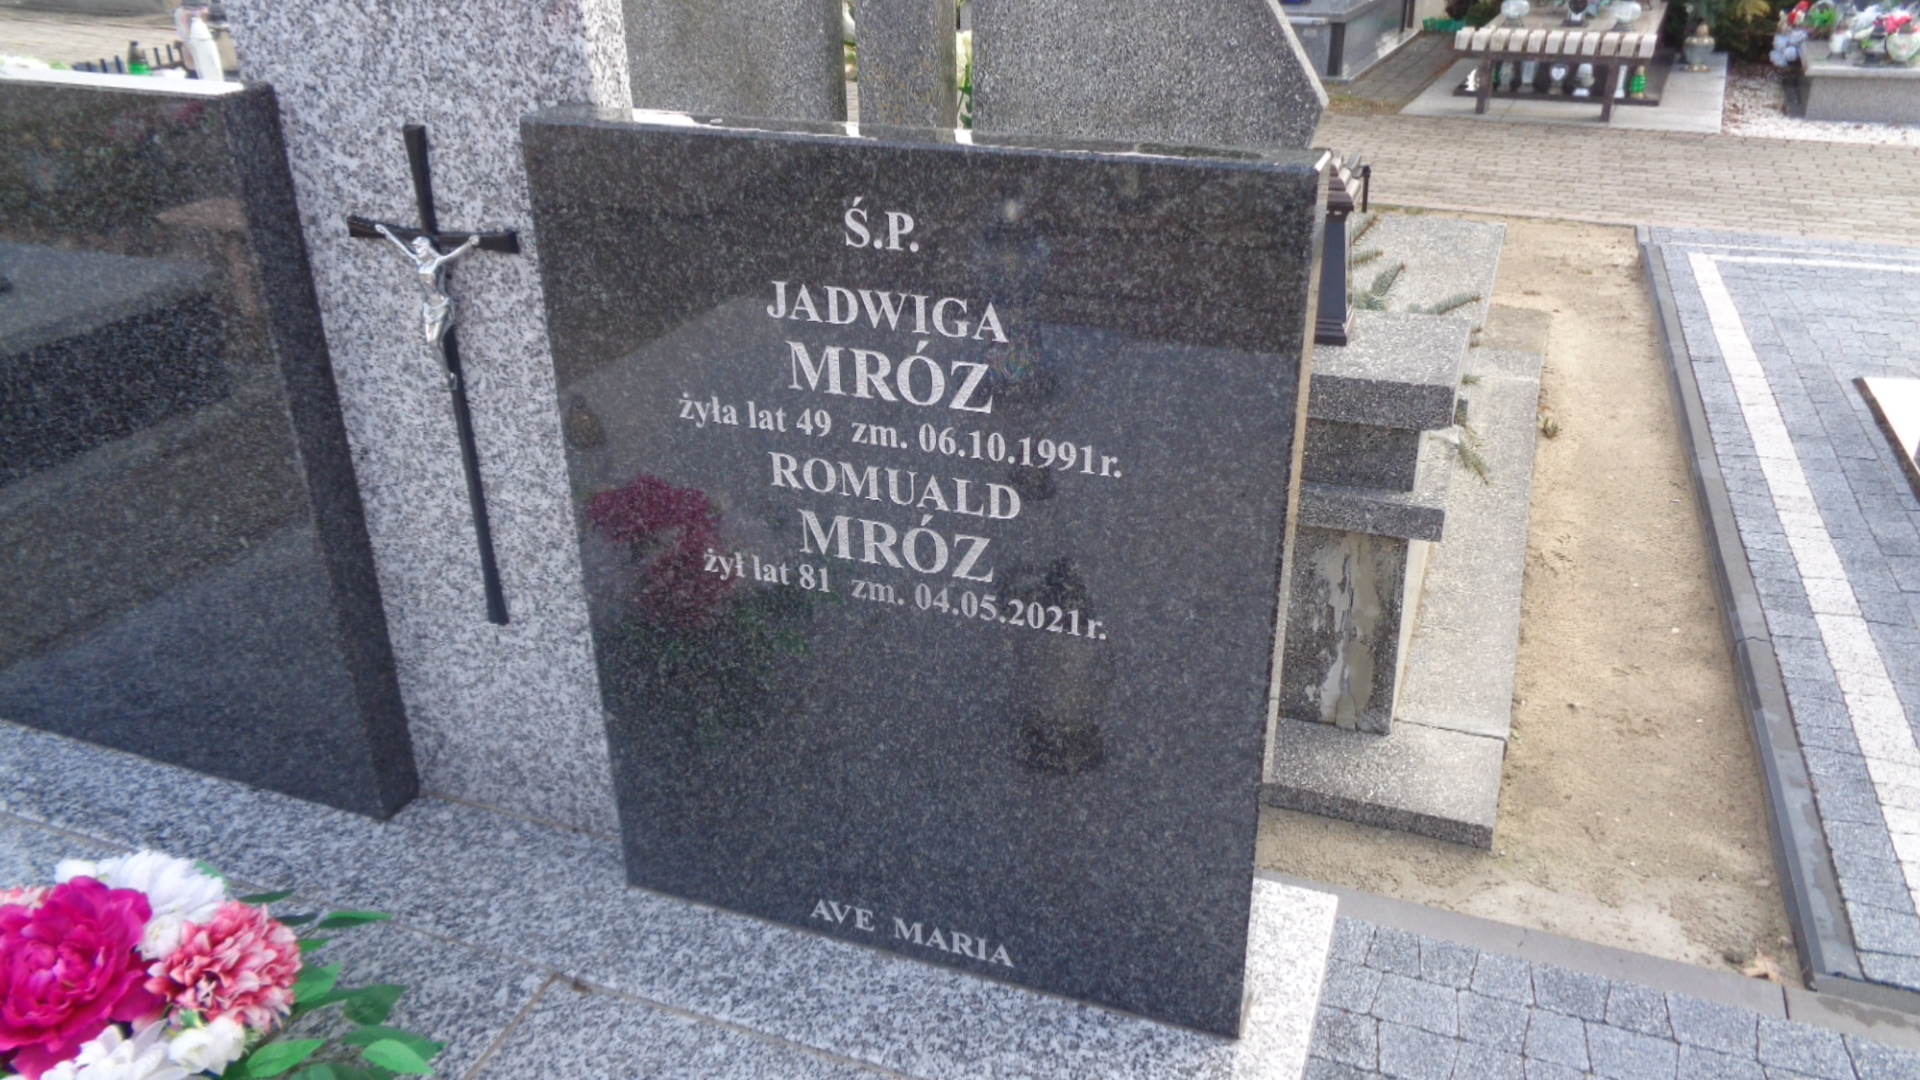 Ś.P.
JADWIGA
MRÓZ
żyła lat 49 zm. 06.10.1991r.
ROMUALD
MRÓZ
żył lat 81 zm. 04.05.2021r.
AVE MARIA